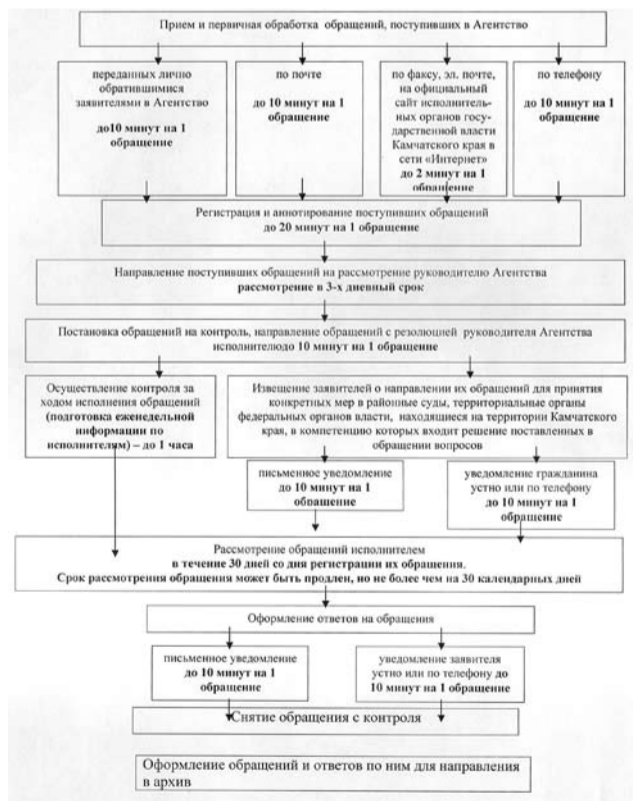 Прием и первичная обработка обращений, поступивших в Агентство
переданных лично
обратившимися
заявителями в Агентство
до10 минут на 1
обращение
по почте
до 10 минут на 1
обращение
по факсу, эл. почте,
на официальный
сайт исполнитель-
ных органов госу-
дарственной власти
Камчатского края в
сети «Интернет»
до 2 минут на 1
обращение
по телефону
до 10 минут на 1
обращение
Регистрация и аннотирование поступивших обращений
до 20 минут на 1 обращение
Направление поступивших обращений на рассмотрение руководителю Агентства
рассмотрение в 3-х дневный срок
Постановка обращений на контроль, направление обращений с резолюцией руководителя Агентства
исполнителюдо 10 минут на 1 обращение
Осуществление контроля за
ходом исполнения обращений
(подготовка еженедельной
информации по
исполнителям) – до 1 часа
Извещение заявителей о направлении их обращений для принятия
конкретных мер в районные суды, территориальные органы
федеральных органов власти, находящиеся на территории Камчатского
края, в компетенцию которых входит решение поставленных в
обращении вопросов
письменное уведомление
до 10 минут на 1
обращение
уведомление гражданина
устно или по телефону
до 10 минут на 1
обращение
Рассмотрение обращений исполнителем
в течение 30 дней со дня регистрации их обращения.
Срок рассмотрения обращения может быть продлен, но не более чем на 30 календарных дней
Оформление ответов на обращения
письменное уведомление
до 10 минут на 1
обращение
уведомление заявителя
устно или по телефону до
10 минут на 1 обращение
Снятие обращения с контроля
Оформление обращений и ответов по ним для направления
в архив